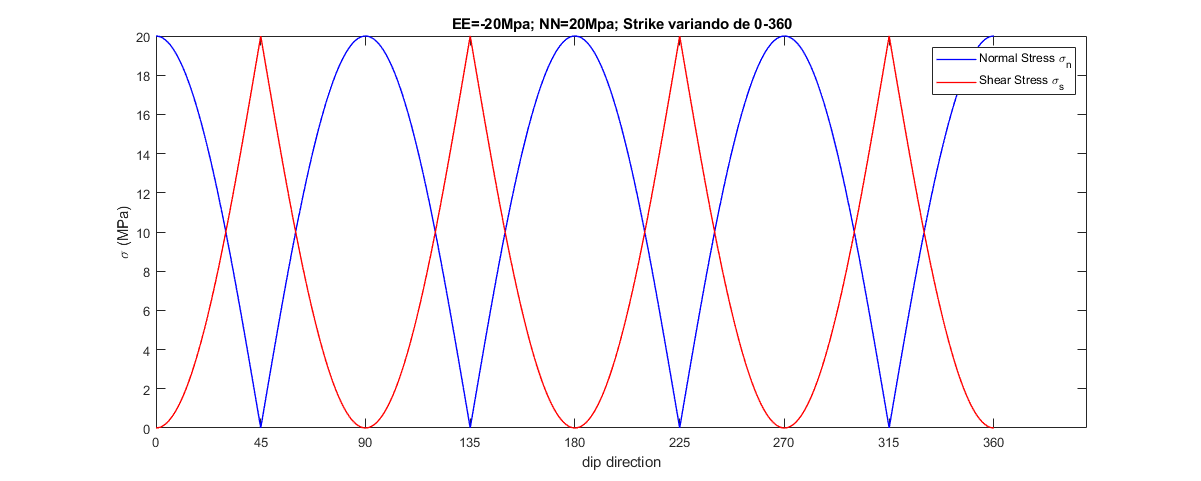 EE=-20Mpa; NN=20Mpa; Strike variando de 0-360
Normal Stress σn
Shear Stress σs
σ (MPa)
20
18
16
14
12
10
8
6
4
2
0
0 45 90 135 180 225 270 315 360
dip direction